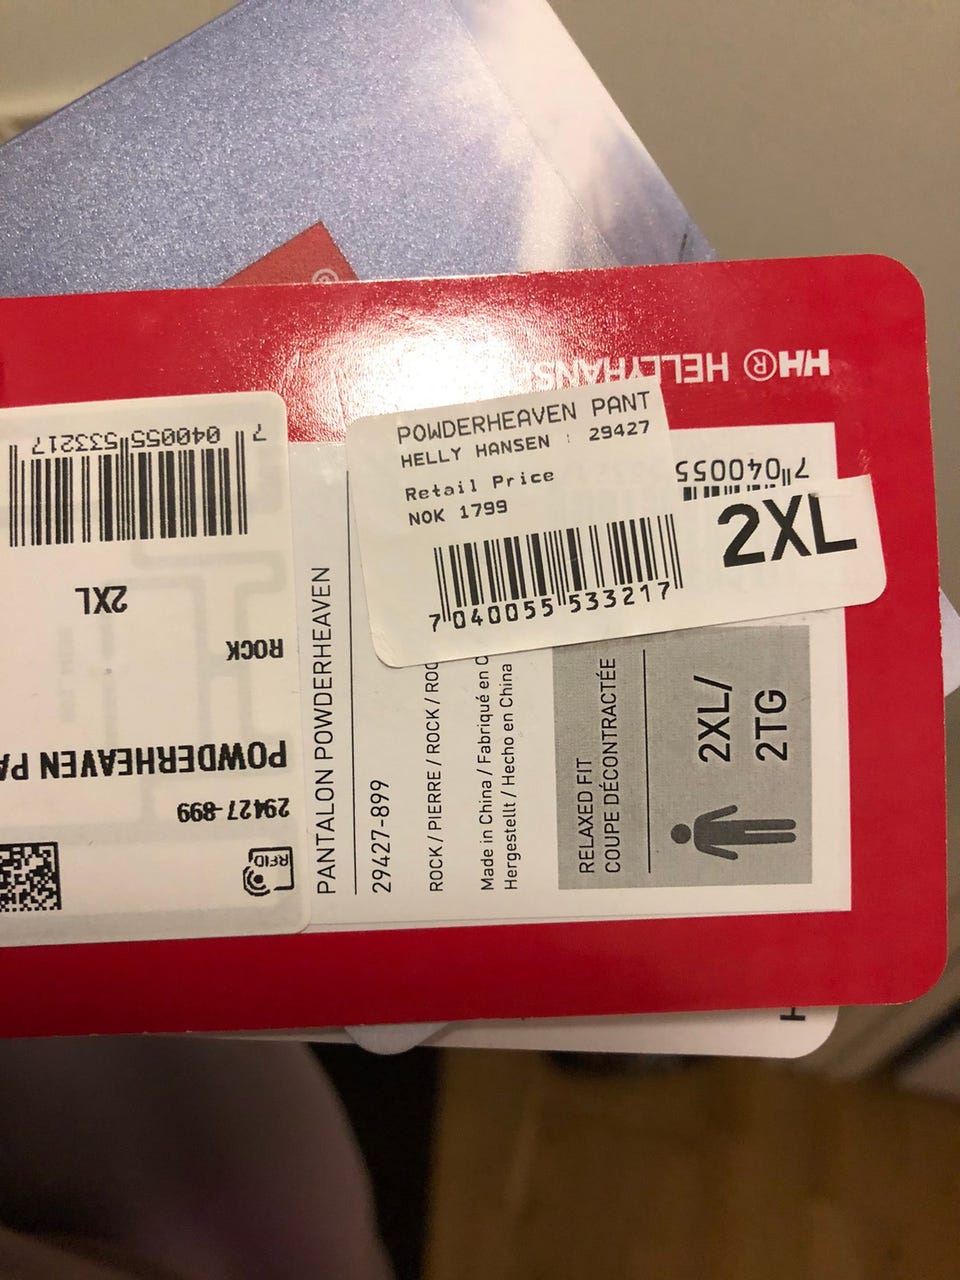 ®
HH® HELLYHANSE
POWDERHEAVEN PANT
HELLY HANSEN : 29427
Retail Price
NOK 1799
7 040055 533217
2XL
7 040055
7 040055 533217
2XL
ROCK
POWDERHEAVEN PA
29427-899
RFID
PANTALON POWDERHEAVEN
29427-899
ROCK / PIERRE / ROCK / ROC
Made in China / Fabriqué en C
Hergestellt / Hecho en China
RELAXED FIT
COUPE DÉCONTRACTÉE
2XL/
2TG
H